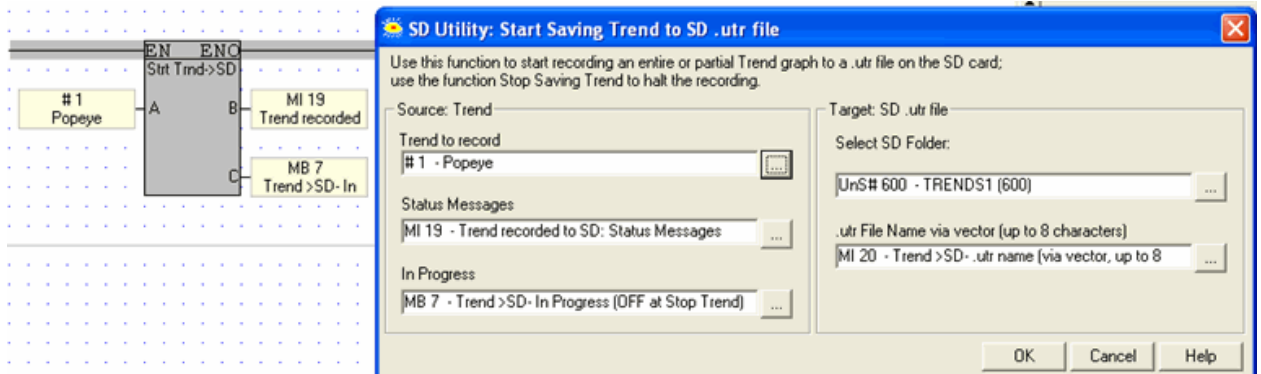 EN ENO
Strt Trnd->SD
# 1
Popeye
A
B
MI 19
Trend recorded
C
MB 7
Trend >SD- In
SD Utility: Start Saving Trend to SD .utr file
Use this function to start recording an entire or partial Trend graph to a .utr file on the SD card;
use the function Stop Saving Trend to halt the recording.
Source: Trend
Trend to record
# 1 - Popeye
...
Status Messages
MI 19 - Trend recorded to SD: Status Messages
...
In Progress
MB 7 - Trend >SD- In Progress (OFF at Stop Trend)
...
Target: SD .utr file
Select SD Folder:
UnS# 600 - TRENDS1 (600)
...
.utr File Name via vector (up to 8 characters)
MI 20 - Trend >SD- .utr name (via vector, up to 8
...
OK Cancel Help